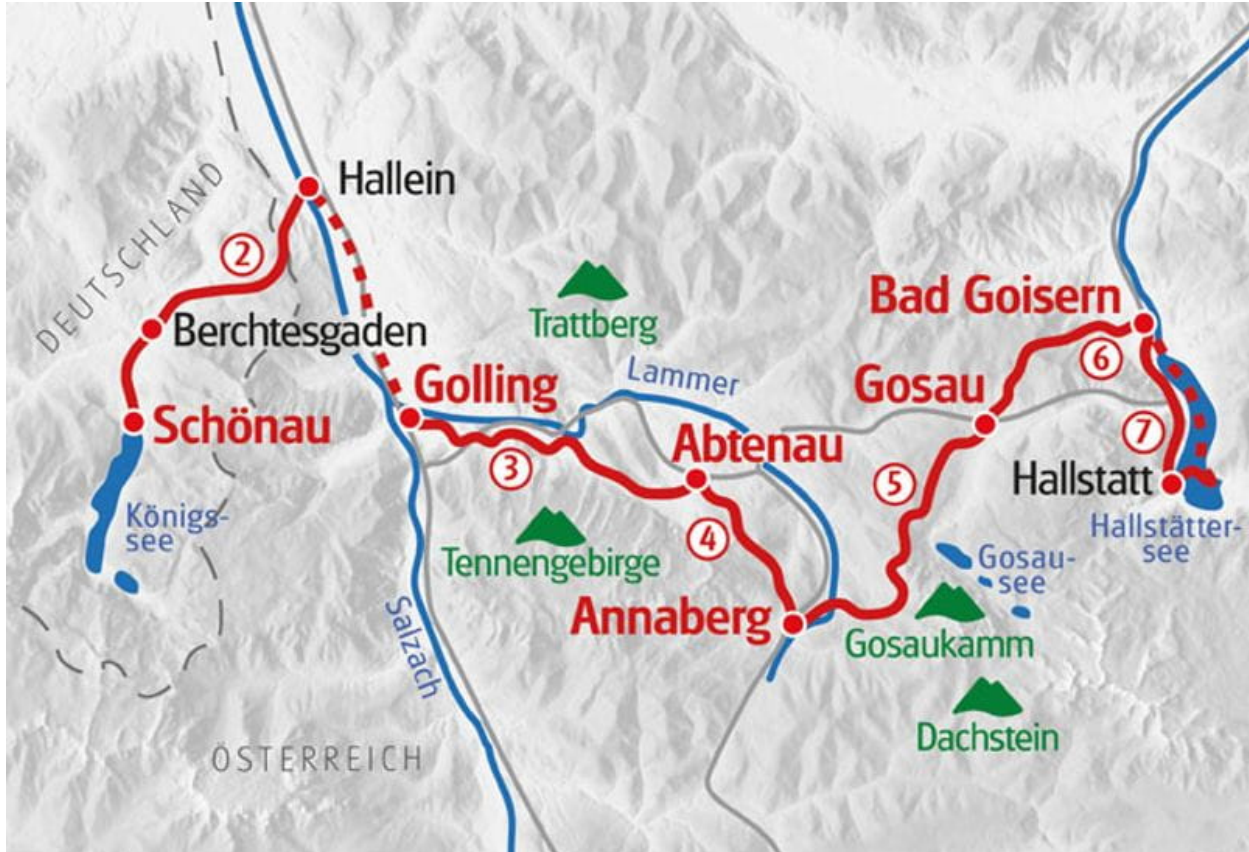 Hallein
DEUTSCHLAND
2
Berchtesgaden
Trattberg
Bad Goisern
Lammer
6
Golling
Gosau
Schönau
Abtenau
7
3
5
Hallstatt
Königs-
see
4
Hallstätter-
see
Tennengebirge
Gosau-
see
Annaberg
Salzach
Gosaukamm
Dachstein
ÖSTERREICH